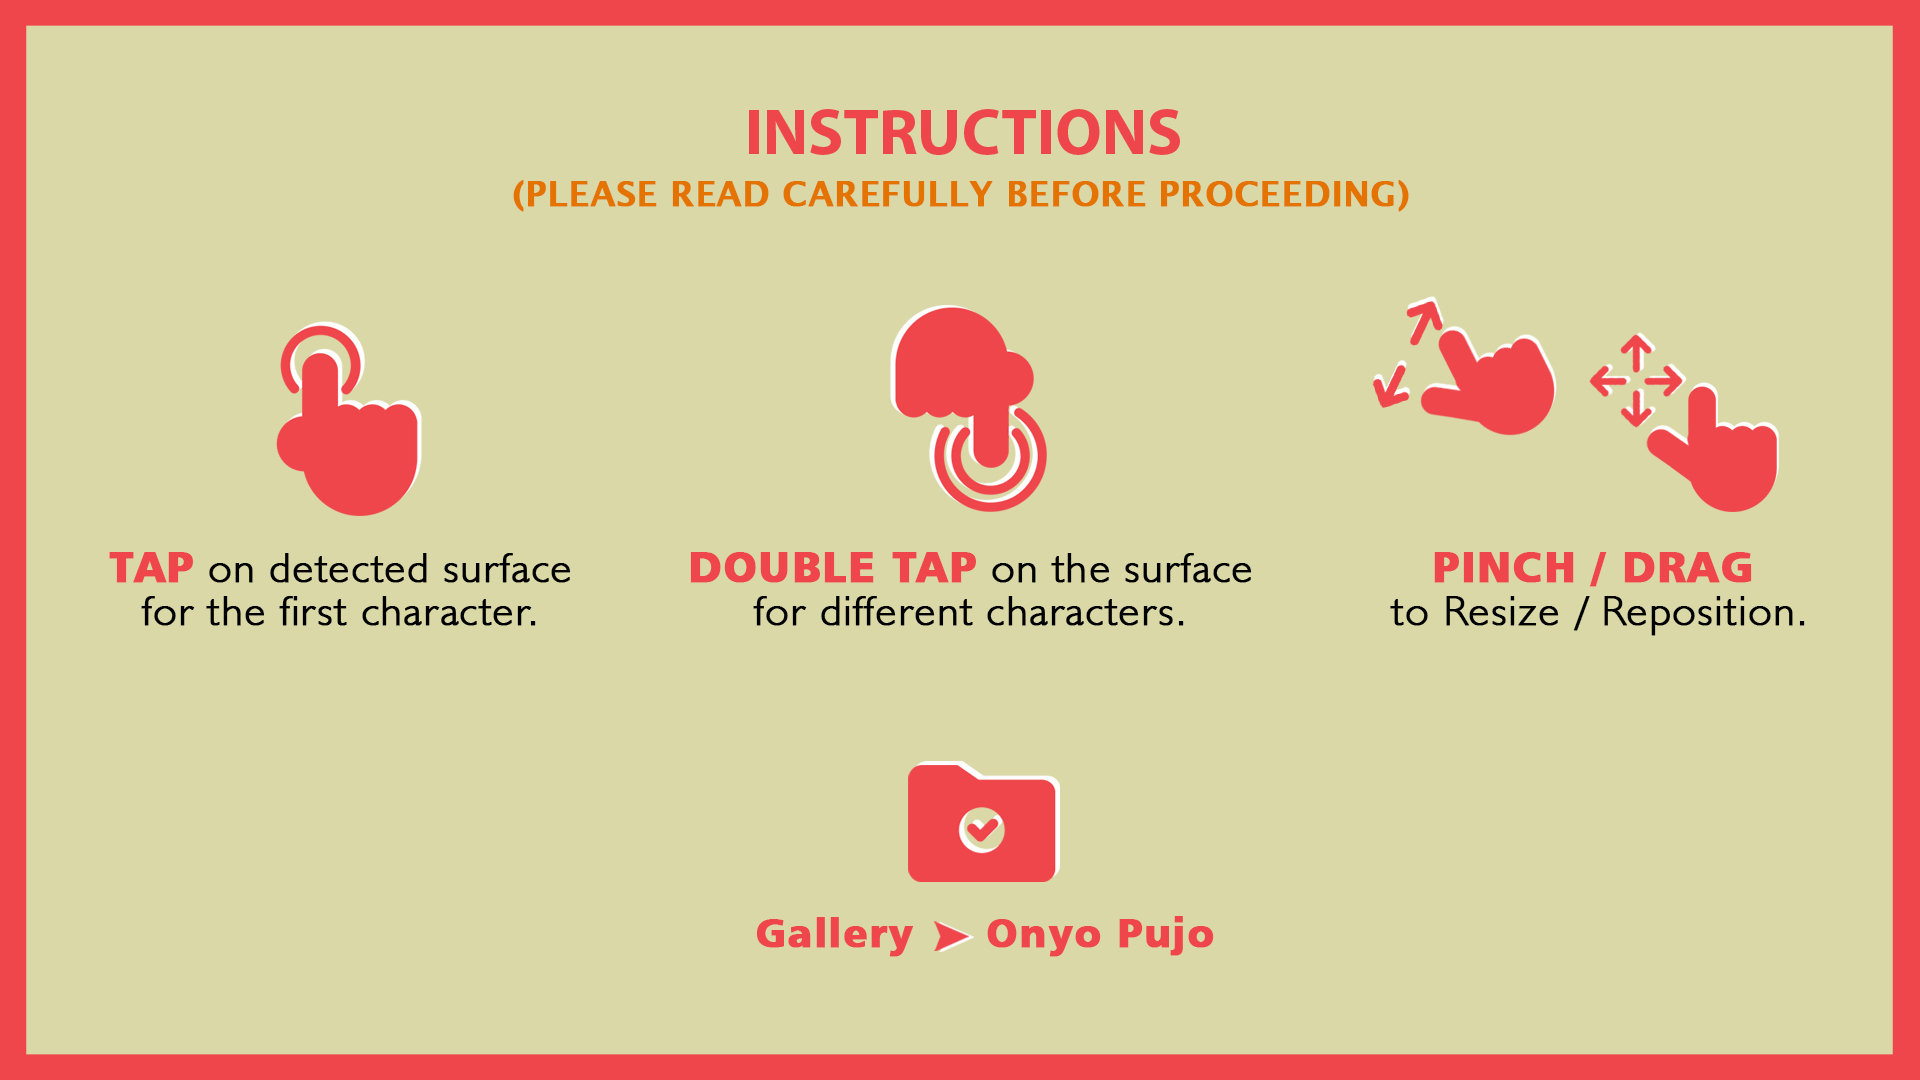 INSTRUCTIONS
(PLEASE READ CAREFULLY BEFORE PROCEEDING)
TAP on detected surface
for the first character.
DOUBLE TAP on the surface
for different characters.
PINCH / DRAG
to Resize / Reposition.
Gallery ➤ Onyo Pujo